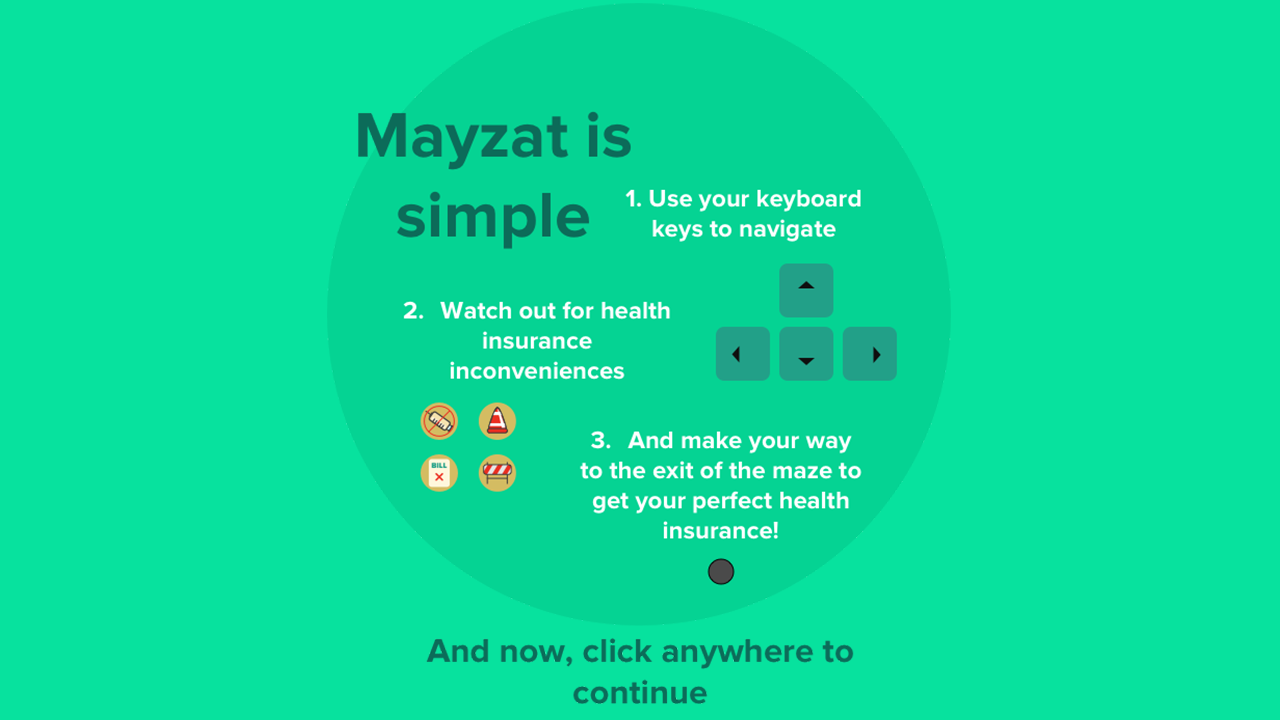 Mayzat is
simple
1. Use your keyboard
keys to navigate
2. Watch out for health
insurance
inconveniences
BILL
3. And make your way
to the exit of the maze to
get your perfect health
insurance!
And now, click anywhere to
continue